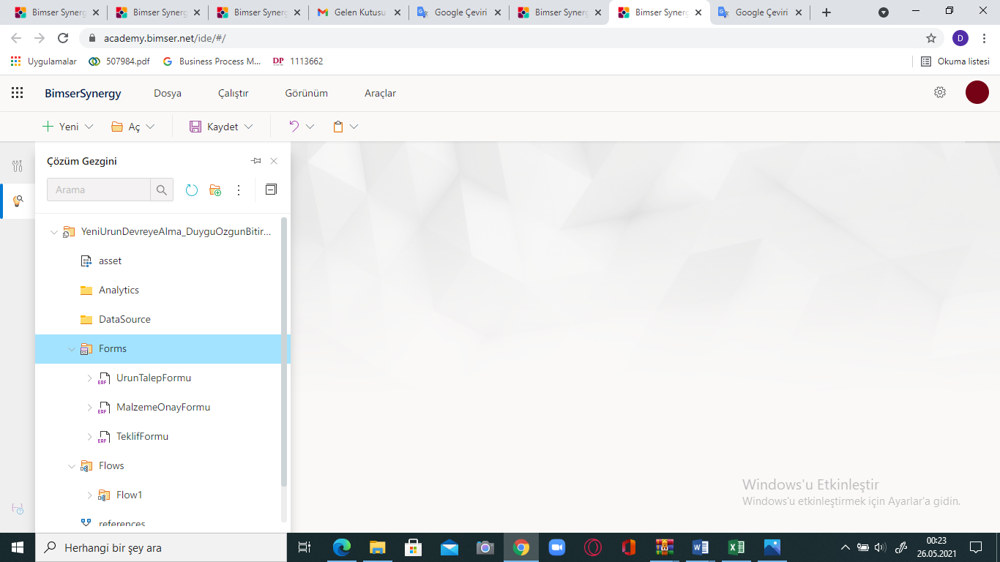 Bimser Synerg
Bimser Synerg
Bimser Synerg
Gelen Kutusu
Google Çeviri
Bimser Synerg
Bimser Synerg
Google Çeviri
academy.bimser.net/ide/#/
D
Uygulamalar
507984.pdf
Business Process M...
DP 1113662
Okuma listesi
BimserSynergy
Dosya
Çalıştır
Görünüm
Araçlar
Yeni
Aç
Kaydet
Çözüm Gezgini
Arama
YeniUrunDevreyeAlma_DuyguOzgunBitir...
asset
Analytics
DataSource
Forms
ERF UrunTalepFormu
ERF MalzemeOnayFormu
ERF TeklifFormu
Flows
Flow1
references
Windows'u Etkinleştir
Windows'u etkinleştirmek için Ayarlar'a gidin.
Herhangi bir şey ara
00:23
26.05.2021